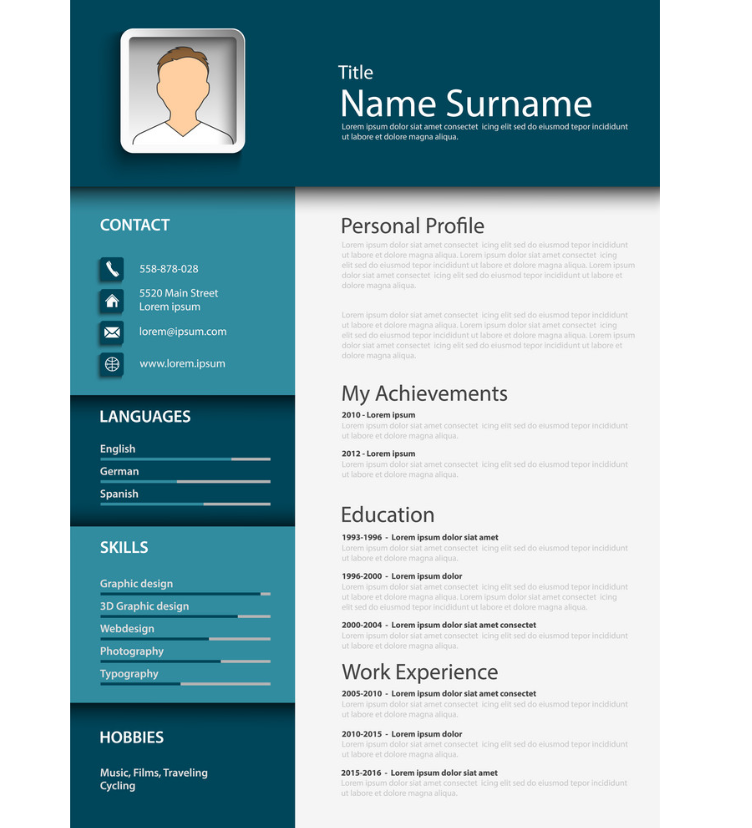 Title
Name Surname
Lorem ipsum dolor siat amet consectet icing elit sed do eiusmod tepor incididunt
ut labore et dolore magna aliqua.
CONTACT
558-878-028
5520 Main Street
Lorem ipsum
lorem@ipsum.com
www.lorem.ipsum
LANGUAGES
English
German
Spanish
SKILLS
Graphic design
3D Graphic design
Webdesign
Photography
Typography
HOBBIES
Music, Films, Traveling
Cycling
Personal Profile
Lorem ipsum dolor siat amet consectet icing elit sed do eiusmod tepor incididunt
ut labore et dolore magna aliqua. Lorem ipsum dolor siat amet consectet icing
elit sed do eiusmod tepor incididunt ut labore et dolore magna aliqua. Lorem ipsum
dolor siat amet consectet icing elit sed do eiusmod tepor incididunt ut labore et
dolore magna aliqua.
Lorem ipsum dolor siat amet consectet icing elit sed do eiusmod tepor incididunt
ut labore et dolore magna aliqua. Lorem ipsum dolor siat amet consectet icing
elit sed do eiusmod tepor incididunt ut labore et dolore magna aliqua. Lorem ipsum
dolor siat amet consectet icing elit sed do eiusmod tepor incididunt ut labore et
dolore magna aliqua.
My Achievements
2010 - Lorem ipsum
Lorem ipsum dolor siat amet consectet icing elit sed do eiusmod tepor incididunt
ut labore et dolore magna aliqua.
2012 - Lorem ipsum
Lorem ipsum dolor siat amet consectet icing elit sed do eiusmod tepor incididunt
ut labore et dolore magna aliqua.
Education
1993-1996 - Lorem ipsum dolor siat amet
Lorem ipsum dolor siat amet consectet icing elit sed do eiusmod tepor incididunt
ut labore et dolore magna aliqua.
1996-2000 - Lorem ipsum dolor
Lorem ipsum dolor siat amet consectet icing elit sed do eiusmod tepor incididunt
ut labore et dolore magna aliqua. Lorem ipsum dolor siat amet consectet icing
elit sed do eiusmod tepor incididunt ut labore et dolore magna aliqua.
2000-2004 - Lorem ipsum dolor siat amet consectet
Lorem ipsum dolor siat amet consectet icing elit sed do eiusmod tepor incididunt
ut labore et dolore magna aliqua.
Work Experience
2005-2010 - Lorem ipsum dolor siat amet consectet
Lorem ipsum dolor siat amet consectet icing elit sed do eiusmod tepor incididunt
ut labore et dolore magna aliqua.
2010-2015 - Lorem ipsum dolor
Lorem ipsum dolor siat amet consectet icing elit sed do eiusmod tepor incididunt
ut labore et dolore magna aliqua.
2015-2016 - Lorem ipsum dolor siat amet
Lorem ipsum dolor siat amet consectet icing elit sed do eiusmod tepor incididunt
ut labore et dolore magna aliqua.